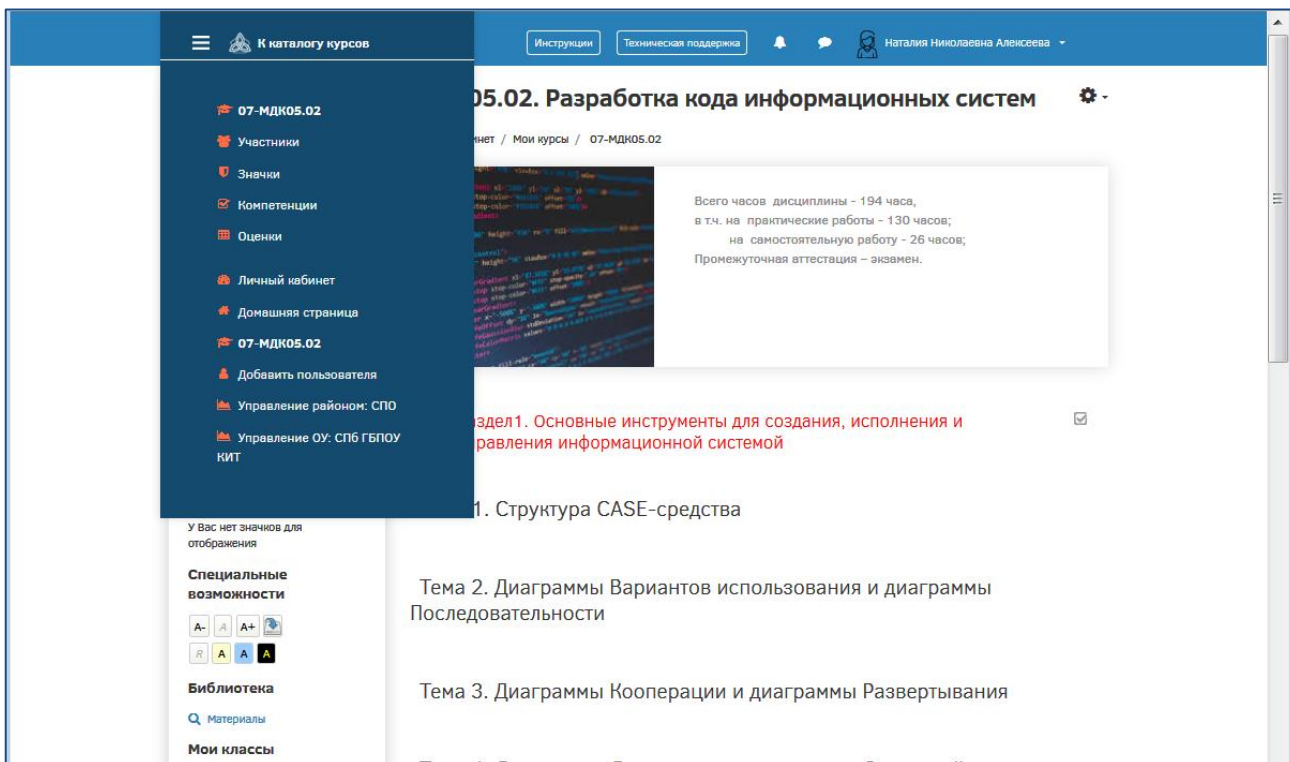 К каталогу курсов
Инструкции
Техническая поддержка
Наталия Николаевна Алексеева
07-МДК05.02
Участники
Значки
Компетенции
Оценки
Личный кабинет
Домашняя страница
07-МДК05.02
Добавить пользователя
Управление районом: СПО
Управление ОУ: СПб ГБПОУ
КИТ
05.02. Разработка кода информационных систем
инет / Мои курсы / 07-МДК05.02
Всего часов дисциплины - 194 часа,
в т.ч. на практические работы - 130 часов;
на самостоятельную работу - 26 часов;
Промежуточная аттестация – экзамен.
здел1. Основные инструменты для создания, исполнения и
равления информационной системой
1. Структура CASE-средства
Тема 2. Диаграммы Вариантов использования и диаграммы
Последовательности
Тема 3. Диаграммы Кооперации и диаграммы Развертывания
У Вас нет значков для
отображения
Специальные
возможности
A- A A+
R A A A
Библиотека
Материалы
Мои классы